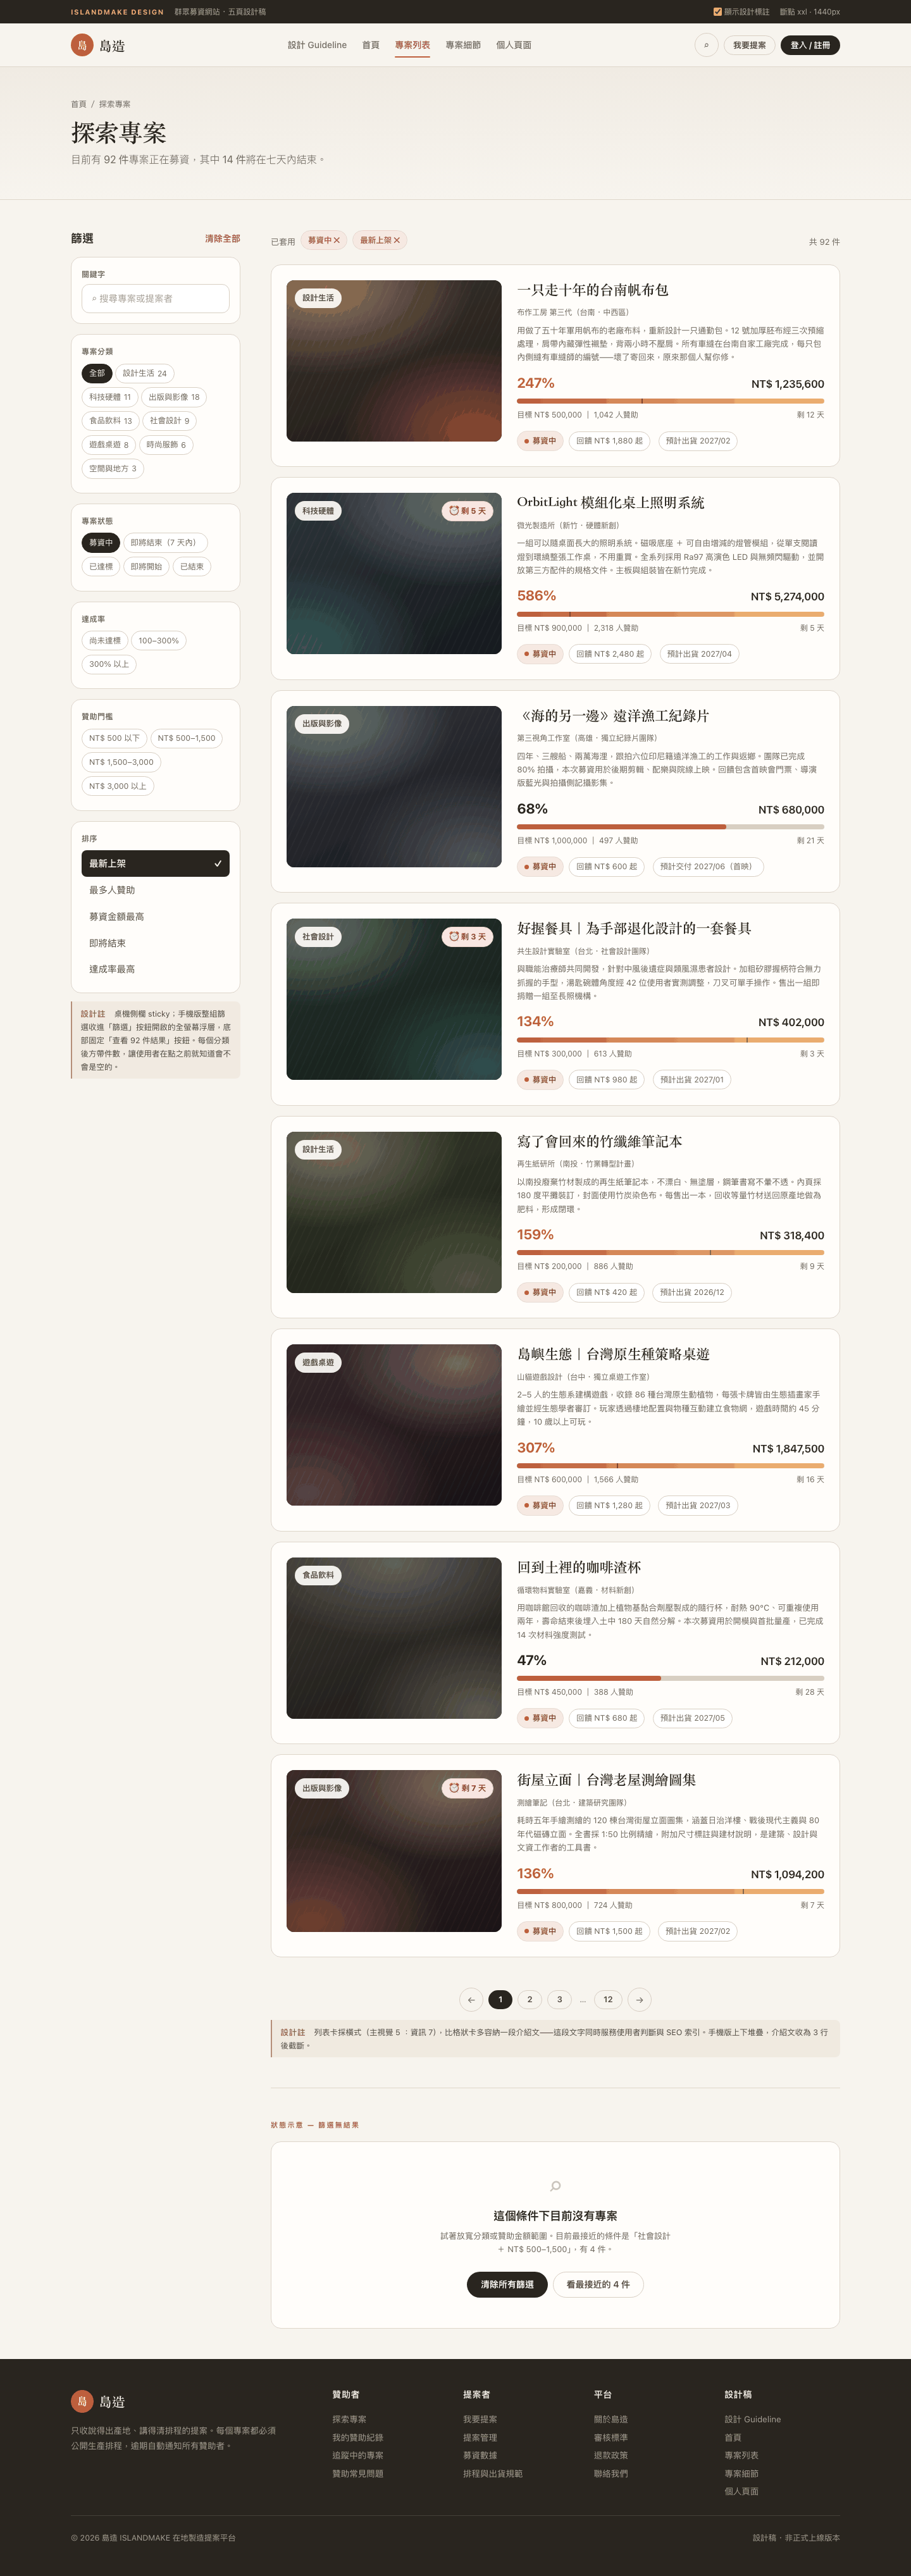 ISLANDMAKE DESIGN 群眾募資網站・五頁設計稿
顯示設計標註 斷點 xxl · 1440px
島 島造
設計 Guideline 首頁 專案列表 專案細節 個人頁面
我要提案 登入 / 註冊
首頁 / 探索專案
探索專案
目前有 92 件專案正在募資,其中 14 件將在七天內結束。
篩選 清除全部
關鍵字
搜尋專案或提案者
專案分類
全部 設計生活 24
科技硬體 11 出版與影像 18
食品飲料 13 社會設計 9
遊戲桌遊 8 時尚服飾 6
空間與地方 3
專案狀態
募資中 即將結束(7 天內)
已達標 即將開始 已結束
達成率
尚未達標 100–300%
300% 以上
贊助門檻
NT$ 500 以下 NT$ 500–1,500
NT$ 1,500–3,000
NT$ 3,000 以上
排序
最新上架 ✓
最多人贊助
募資金額最高
即將結束
達成率最高
設計註 桌機側欄 sticky;手機版整組篩
選收進「篩選」按鈕開啟的全螢幕浮層,底
部固定「查看 92 件結果」按鈕。每個分類
後方帶件數,讓使用者在點之前就知道會不
會是空的。
已套用 募資中 ✕ 最新上架 ✕ 共 92 件
設計生活
一只走十年的台南帆布包
布作工房 第三代(台南・中西區)
用做了五十年軍用帆布的老廠布料,重新設計一只通勤包。12 號加厚胚布經三次預縮
處理,肩帶內藏彈性襯墊,背兩小時不壓肩。所有車縫在台南自家工廠完成,每只包
內側縫有車縫師的編號——壞了寄回來,原來那個人幫你修。
247% NT$ 1,235,600
目標 NT$ 500,000 | 1,042 人贊助 剩 12 天
募資中 回饋 NT$ 1,880 起 預計出貨 2027/02
科技硬體 剩 5 天
OrbitLight 模組化桌上照明系統
微光製造所(新竹・硬體新創)
一組可以隨桌面長大的照明系統。磁吸底座 + 可自由增減的燈管模組,從單支閱讀
燈到環繞整張工作桌,不用重買。全系列採用 Ra97 高演色 LED 與無頻閃驅動,並開
放第三方配件的規格文件。主板與組裝皆在新竹完成。
586% NT$ 5,274,000
目標 NT$ 900,000 | 2,318 人贊助 剩 5 天
募資中 回饋 NT$ 2,480 起 預計出貨 2027/04
出版與影像
《海的另一邊》遠洋漁工紀錄片
第三視角工作室(高雄・獨立紀錄片團隊)
四年、三艘船、兩萬海浬,跟拍六位印尼籍遠洋漁工的工作與返鄉。團隊已完成
80% 拍攝,本次募資用於後期剪輯、配樂與院線上映。回饋包含首映會門票、導演
版藍光與拍攝側記攝影集。
68% NT$ 680,000
目標 NT$ 1,000,000 | 497 人贊助 剩 21 天
募資中 回饋 NT$ 600 起 預計交付 2027/06(首映)
社會設計 剩 3 天
好握餐具|為手部退化設計的一套餐具
共生設計實驗室(台北・社會設計團隊)
與職能治療師共同開發,針對中風後遺症與類風濕患者設計。加粗矽膠握柄符合無力
抓握的手型,湯匙碗體角度經 42 位使用者實測調整,刀叉可單手操作。售出一組即
捐贈一組至長照機構。
134% NT$ 402,000
目標 NT$ 300,000 | 613 人贊助 剩 3 天
募資中 回饋 NT$ 980 起 預計出貨 2027/01
設計生活
寫了會回來的竹纖維筆記本
再生紙研所(南投・竹業轉型計畫)
以南投廢棄竹材製成的再生紙筆記本,不漂白、無塗層,鋼筆書寫不暈不透。內頁採
180 度平攤裝訂,封面使用竹炭染色布。每售出一本,回收等量竹材送回原產地做為
肥料,形成閉環。
159% NT$ 318,400
目標 NT$ 200,000 | 886 人贊助 剩 9 天
募資中 回饋 NT$ 420 起 預計出貨 2026/12
遊戲桌遊
島嶼生態|台灣原生種策略桌遊
山貓遊戲設計(台中・獨立桌遊工作室)
2–5 人的生態系建構遊戲,收錄 86 種台灣原生動植物,每張卡牌皆由生態插畫家手
繪並經生態學者審訂。玩家透過棲地配置與物種互動建立食物網,遊戲時間約 45 分
鐘,10 歲以上可玩。
307% NT$ 1,847,500
目標 NT$ 600,000 | 1,566 人贊助 剩 16 天
募資中 回饋 NT$ 1,280 起 預計出貨 2027/03
食品飲料
回到土裡的咖啡渣杯
循環物料實驗室(嘉義・材料新創)
用咖啡館回收的咖啡渣加上植物基黏合劑壓製成的隨行杯,耐熱 90°C、可重複使用
兩年,壽命結束後埋入土中 180 天自然分解。本次募資用於開模與首批量產,已完成
14 次材料強度測試。
47% NT$ 212,000
目標 NT$ 450,000 | 388 人贊助 剩 28 天
募資中 回饋 NT$ 680 起 預計出貨 2027/05
出版與影像 剩 7 天
街屋立面|台灣老屋測繪圖集
測繪筆記(台北・建築研究團隊)
耗時五年手繪測繪的 120 棟台灣街屋立面圖集,涵蓋日治洋樓、戰後現代主義與 80
年代磁磚立面。全書採 1:50 比例精繪,附加尺寸標註與建材說明,是建築、設計與
文資工作者的工具書。
136% NT$ 1,094,200
目標 NT$ 800,000 | 724 人贊助 剩 7 天
募資中 回饋 NT$ 1,500 起 預計出貨 2027/02
← 1 2 3 … 12 →
設計註 列表卡採橫式(主視覺 5 : 資訊 7),比格狀卡多容納一段介紹文——這段文字同時服務使用者判斷與 SEO 索引。手機版上下堆疊,介紹文收為 3 行
後截斷。
狀態示意 — 篩選無結果
這個條件下目前沒有專案
試著放寬分類或贊助金額範圍。目前最接近的條件是「社會設計
+ NT$ 500–1,500」,有 4 件。
清除所有篩選 看最接近的 4 件
島 島造
只收說得出產地、講得清排程的提案。每個專案都必須
公開生產排程,逾期自動通知所有贊助者。
贊助者
探索專案
我的贊助紀錄
追蹤中的專案
贊助常見問題
提案者
我要提案
提案管理
募資數據
排程與出貨規範
平台
關於島造
審核標準
退款政策
聯絡我們
設計稿
設計 Guideline
首頁
專案列表
專案細節
個人頁面
© 2026 島造 ISLANDMAKE 在地製造提案平台
設計稿・非正式上線版本